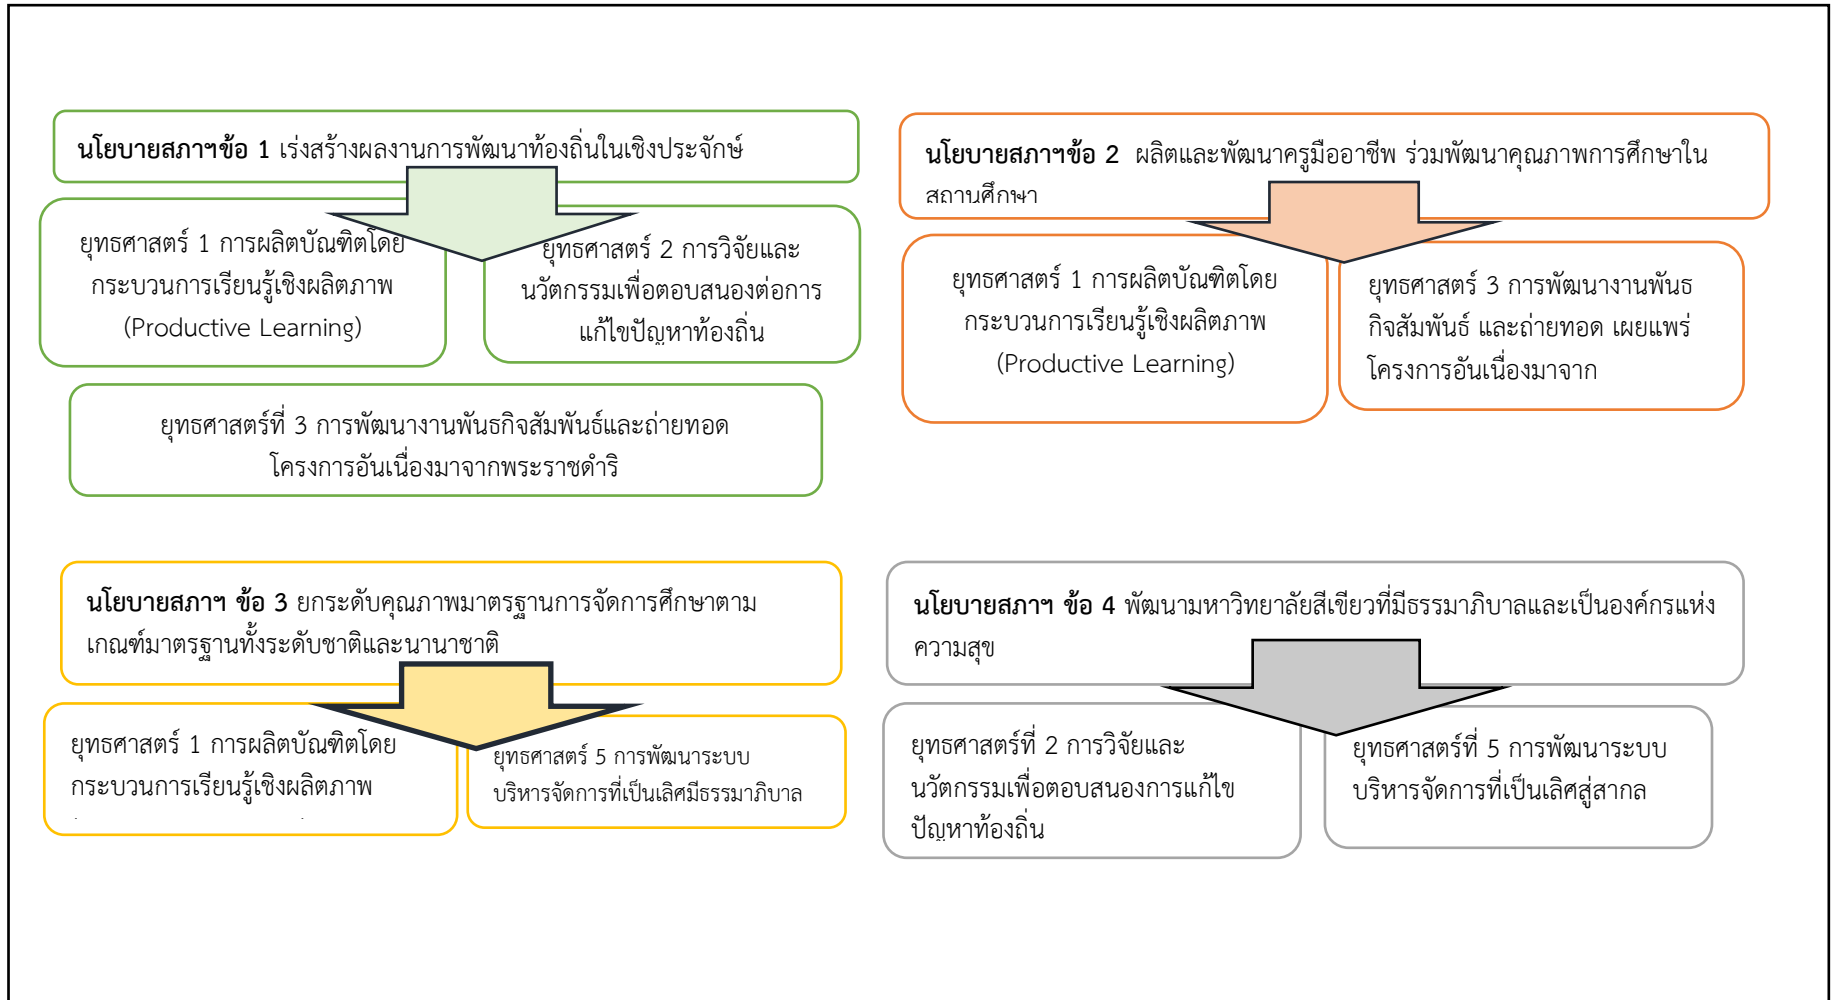 นโยบายสภาฯข้อ 1 เร่งสร้างผลงานการพัฒนาท้องถิ่นในเชิงประจักษ์
ยุทธศาสตร์ 1 การผลิตบัณฑิตโดย
กระบวนการเรียนรู้เชิงผลิตภาพ
(Productive Learning)
ยุทธศาสตร์ 2 การวิจัยและ
นวัตกรรมเพื่อตอบสนองต่อการ
แก้ไขปัญหาท้องถิ่น
ยุทธศาสตร์ที่ 3 การพัฒนางานพันธกิจสัมพันธ์และถ่ายทอด
โครงการอันเนื่องมาจากพระราชดำริ
นโยบายสภาฯข้อ 2 ผลิตและพัฒนาครูมืออาชีพ ร่วมพัฒนาคุณภาพการศึกษาใน
สถานศึกษา
ยุทธศาสตร์ 1 การผลิตบัณฑิตโดย
กระบวนการเรียนรู้เชิงผลิตภาพ
(Productive Learning)
ยุทธศาสตร์ 3 การพัฒนางานพันธ
กิจสัมพันธ์ และถ่ายทอด เผยแพร่
โครงการอันเนื่องมาจาก
นโยบายสภาฯ ข้อ 3 ยกระดับคุณภาพมาตรฐานการจัดการศึกษาตาม
เกณฑ์มาตรฐานทั้งระดับชาติและนานาชาติ
ยุทธศาสตร์ 1 การผลิตบัณฑิตโดย
กระบวนการเรียนรู้เชิงผลิตภาพ
ยุทธศาสตร์ 5 การพัฒนาระบบ
บริหารจัดการที่เป็นเลิศมีธรรมาภิบาล
นโยบายสภาฯ ข้อ 4 พัฒนามหาวิทยาลัยสีเขียวที่มีธรรมาภิบาลและเป็นองค์กรแห่ง
ความสุข
ยุทธศาสตร์ที่ 2 การวิจัยและ
นวัตกรรมเพื่อตอบสนองการแก้ไข
ปัญหาท้องถิ่น
ยุทธศาสตร์ที่ 5 การพัฒนาระบบ
บริหารจัดการที่เป็นเลิศสู่สากล